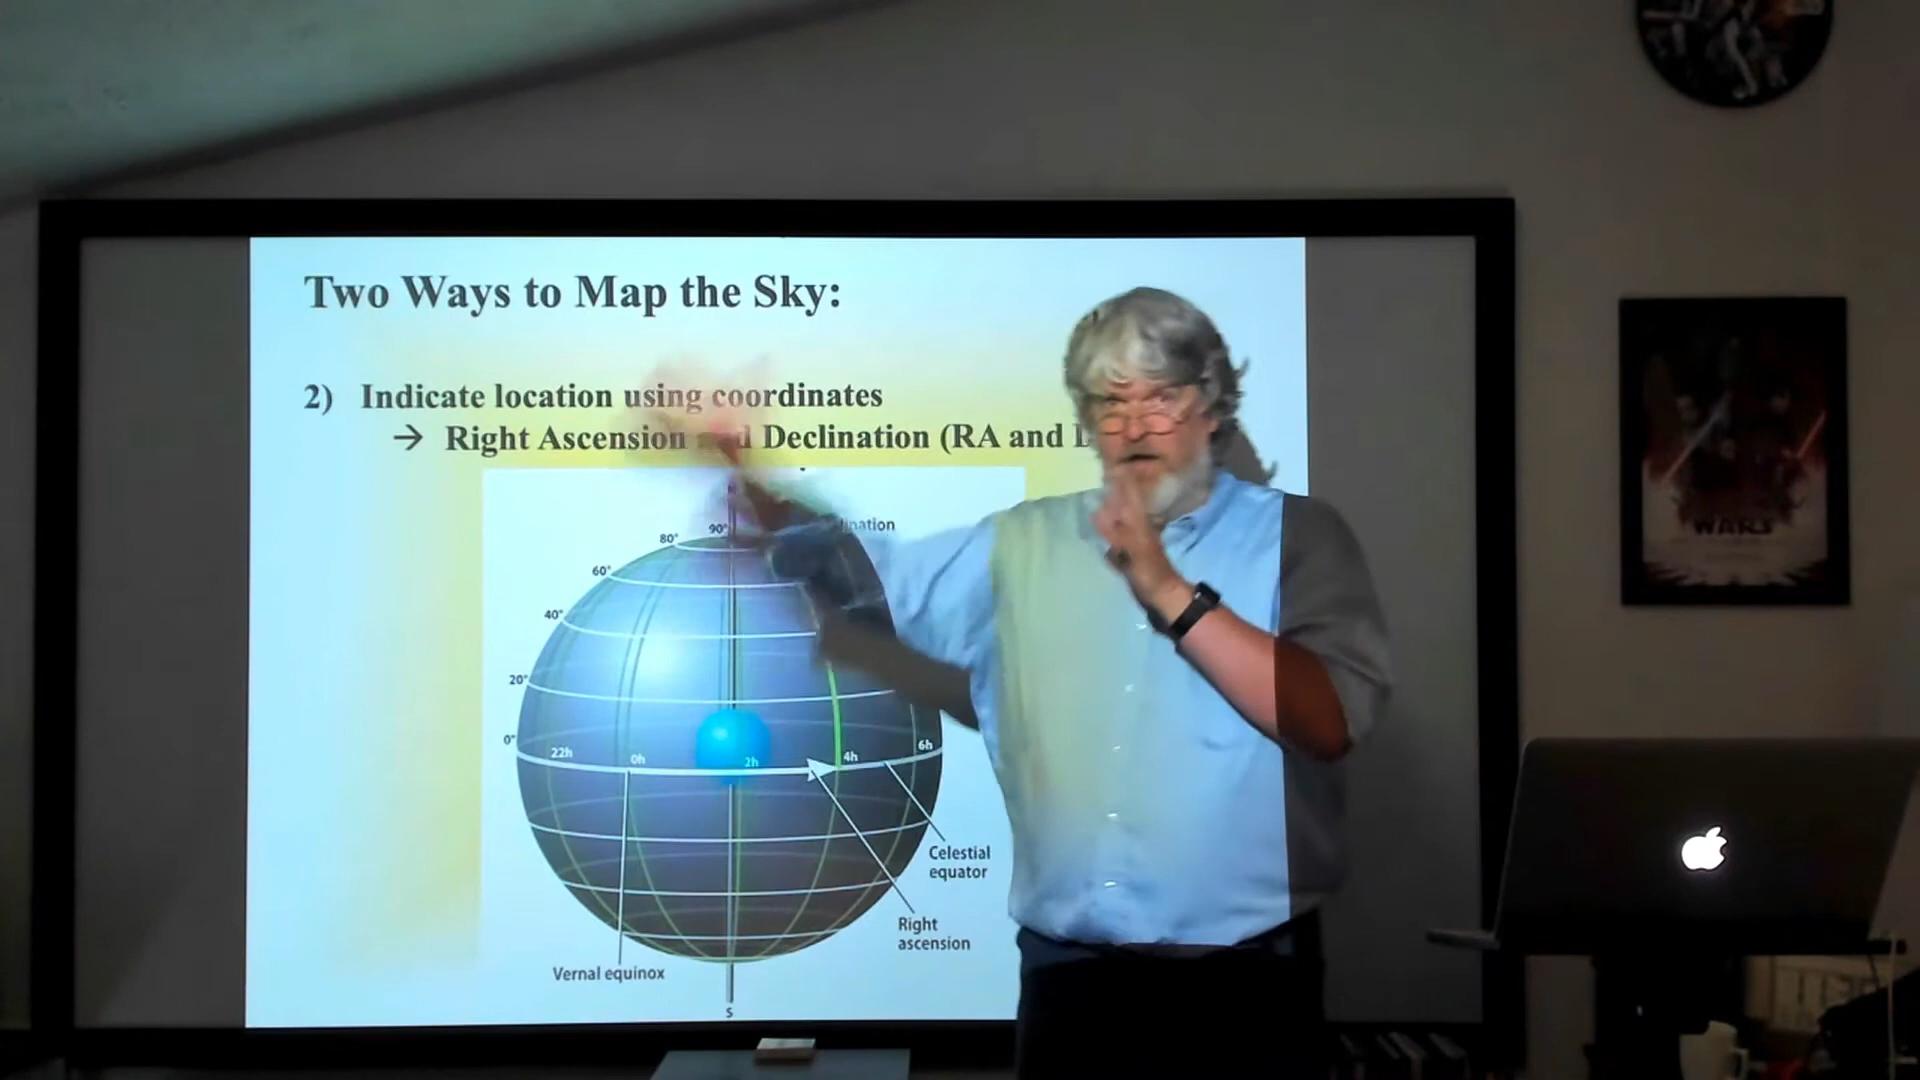 Two Ways to Map the Sky:
2) Indicate location using coordinates
→ Right Ascension Declination (RA and
90°
80°
60°
40°
20°
0°
22h
0h
2h
4h
6h
Celestial
equator
Right
ascension
Vernal equinox
S
WARS